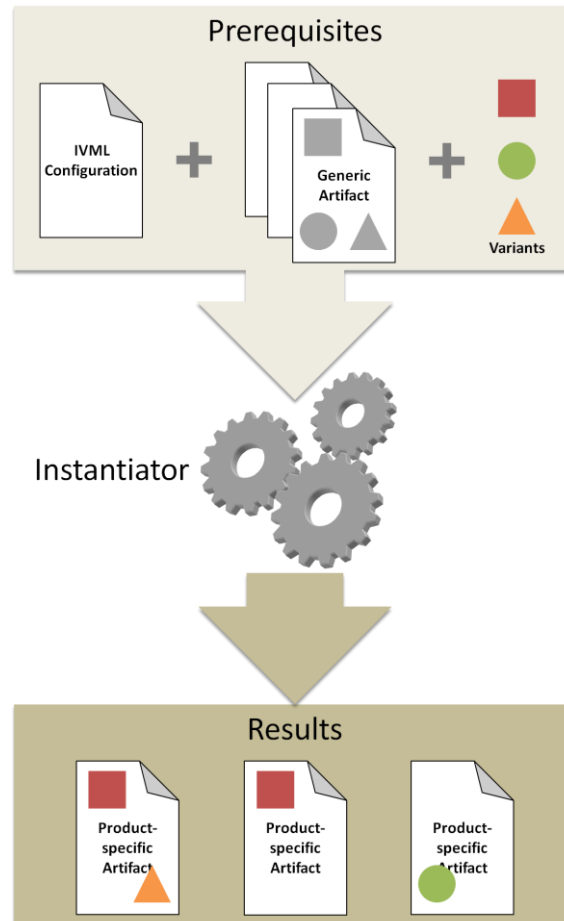 Prerequisites
IVML
Configuration
+
Generic
Artifact
+
Variants
Instantiator
Results
Product-
specific
Artifact
Product-
specific
Artifact
Product-
specific
Artifact